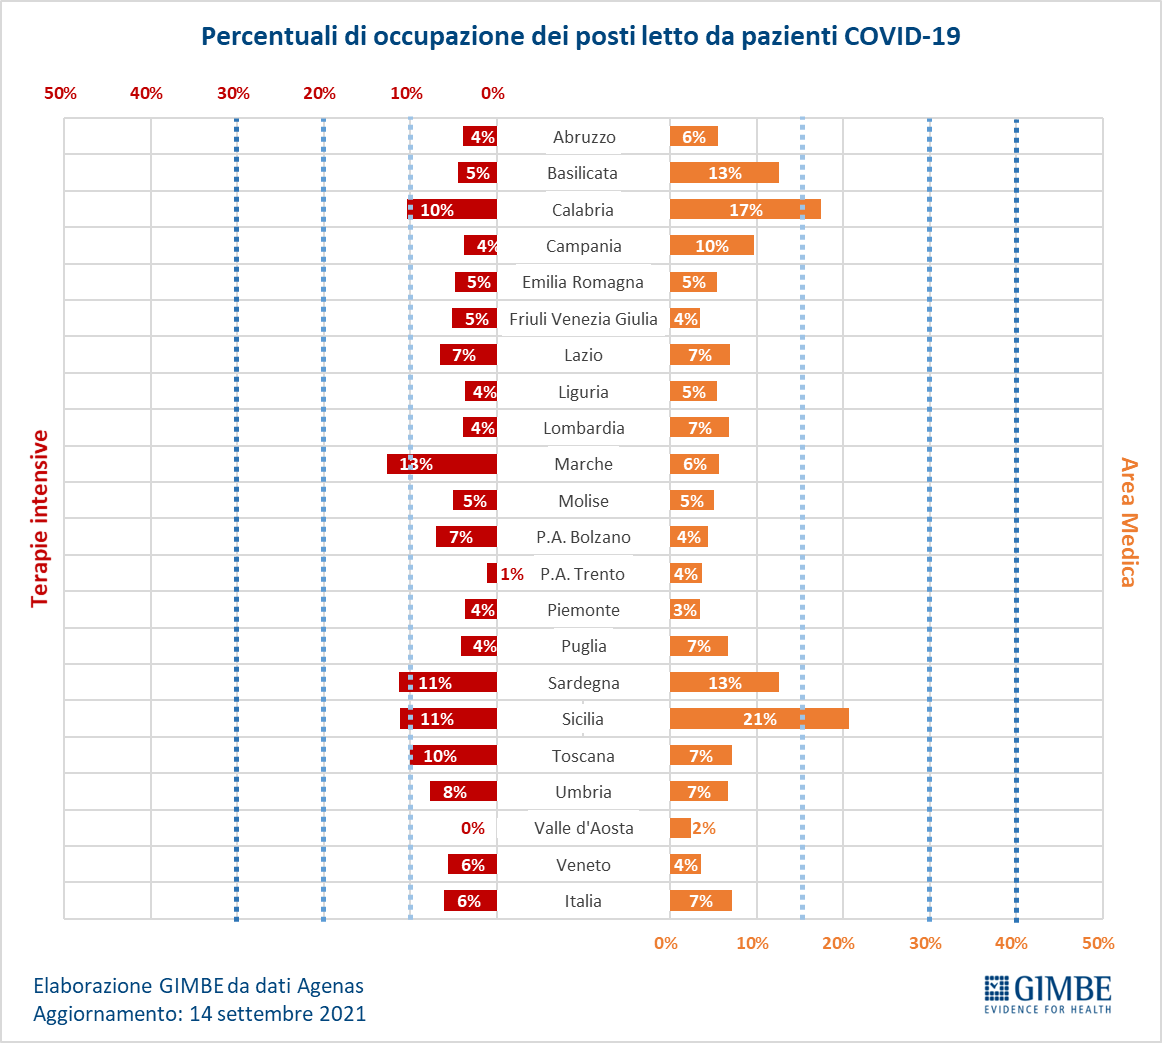 Percentuali di occupazione dei posti letto da pazienti COVID-19
50% 40% 30% 20% 10% 0%
4% Abruzzo 6%
5% Basilicata 13%
10% Calabria 17%
4% Campania 10%
5% Emilia Romagna 5%
5% Friuli Venezia Giulia 4%
7% Lazio 7%
4% Liguria 5%
4% Lombardia 7%
13% Marche 6%
5% Molise 5%
7% P.A. Bolzano 4%
1% P.A. Trento 4%
4% Piemonte 3%
4% Puglia 7%
11% Sardegna 13%
11% Sicilia 21%
10% Toscana 7%
8% Umbria 7%
0% Valle d'Aosta 2%
6% Veneto 4%
6% Italia 7%
Terapie intensive
Area Medica
0% 10% 20% 30% 40% 50%
Elaborazione GIMBE da dati Agenas
Aggiornamento: 14 settembre 2021
GIMBE
EVIDENCE FOR HEALTH